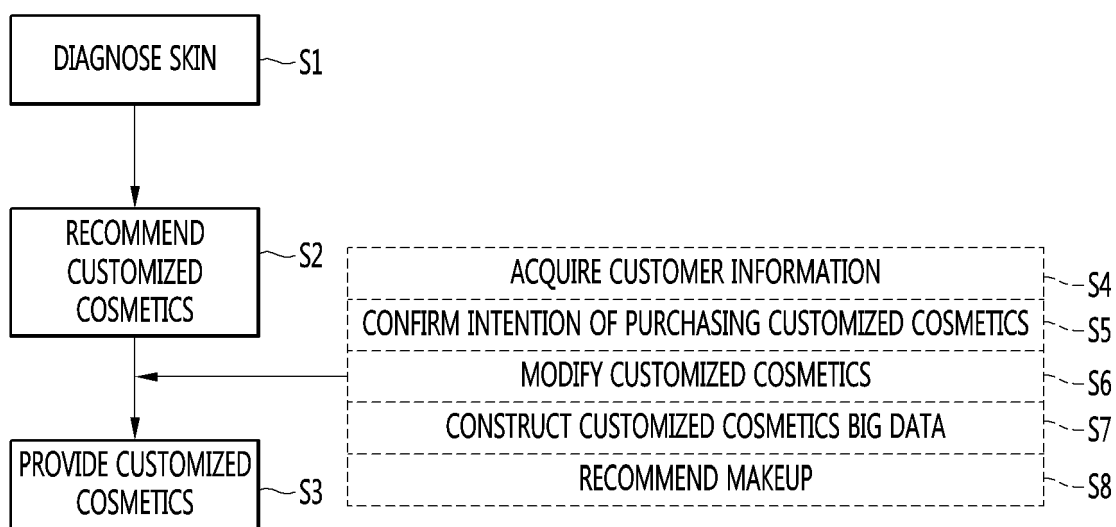 DIAGNOSE SKIN
S1
RECOMMEND
CUSTOMIZED
COSMETICS
S2
ACQUIRE CUSTOMER INFORMATION
S4
CONFIRM INTENTION OF PURCHASING CUSTOMIZED COSMETICS
S5
MODIFY CUSTOMIZED COSMETICS
S6
CONSTRUCT CUSTOMIZED COSMETICS BIG DATA
S7
RECOMMEND MAKEUP
S8
PROVIDE CUSTOMIZED
COSMETICS
S3